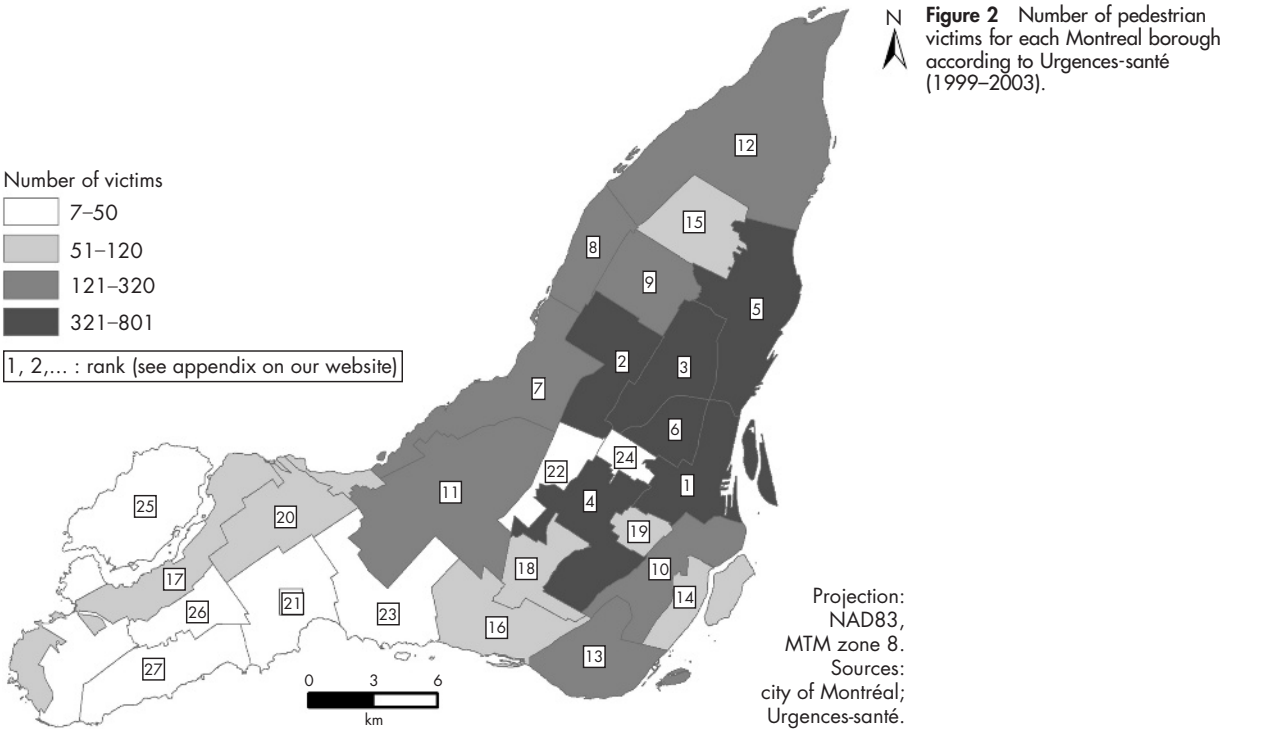 N
Figure 2 Number of pedestrian
victims for each Montreal borough
according to Urgences-santé
(1999–2003).
Number of victims
7–50
51–120
121–320
321–801
1, 2,... : rank (see appendix on our website)
12
15
8
9
5
2
3
7
6
24
22
11
1
4
25
20
19
18
10
17
14
26
21
23
16
13
27
0 3 6
km
Projection:
NAD83,
MTM zone 8.
Sources:
city of Montréal;
Urgences-santé.